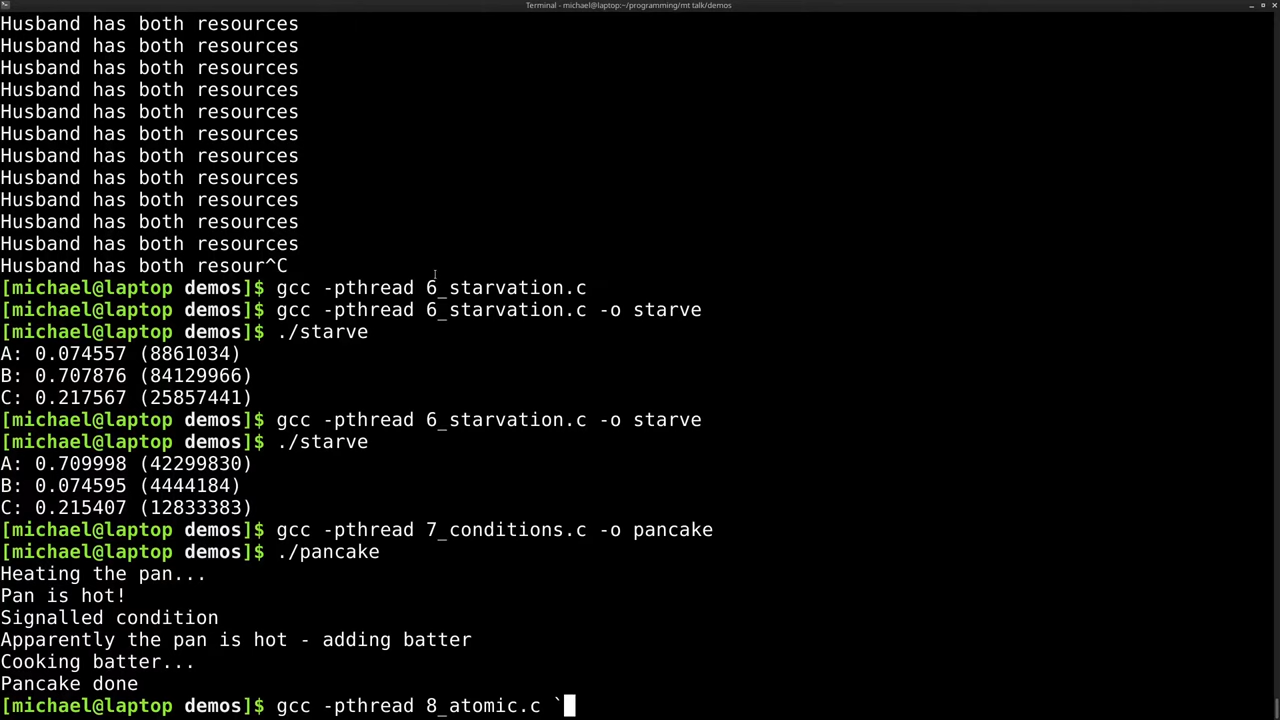 Terminal - michael@laptop:~/programming/mt talk/demos
Husband has both resources
Husband has both resources
Husband has both resources
Husband has both resources
Husband has both resources
Husband has both resources
Husband has both resources
Husband has both resources
Husband has both resources
Husband has both resources
Husband has both resources
Husband has both resour^C
[michael@laptop demos]$ gcc -pthread 6_starvation.c
[michael@laptop demos]$ gcc -pthread 6_starvation.c -o starve
[michael@laptop demos]$ ./starve
A: 0.074557 (8861034)
B: 0.707876 (84129966)
C: 0.217567 (25857441)
[michael@laptop demos]$ gcc -pthread 6_starvation.c -o starve
[michael@laptop demos]$ ./starve
A: 0.709998 (42299830)
B: 0.074595 (4444184)
C: 0.215407 (12833383)
[michael@laptop demos]$ gcc -pthread 7_conditions.c -o pancake
[michael@laptop demos]$ ./pancake
Heating the pan...
Pan is hot!
Signalled condition
Apparently the pan is hot - adding batter
Cooking batter...
Pancake done
[michael@laptop demos]$ gcc -pthread 8_atomic.c `